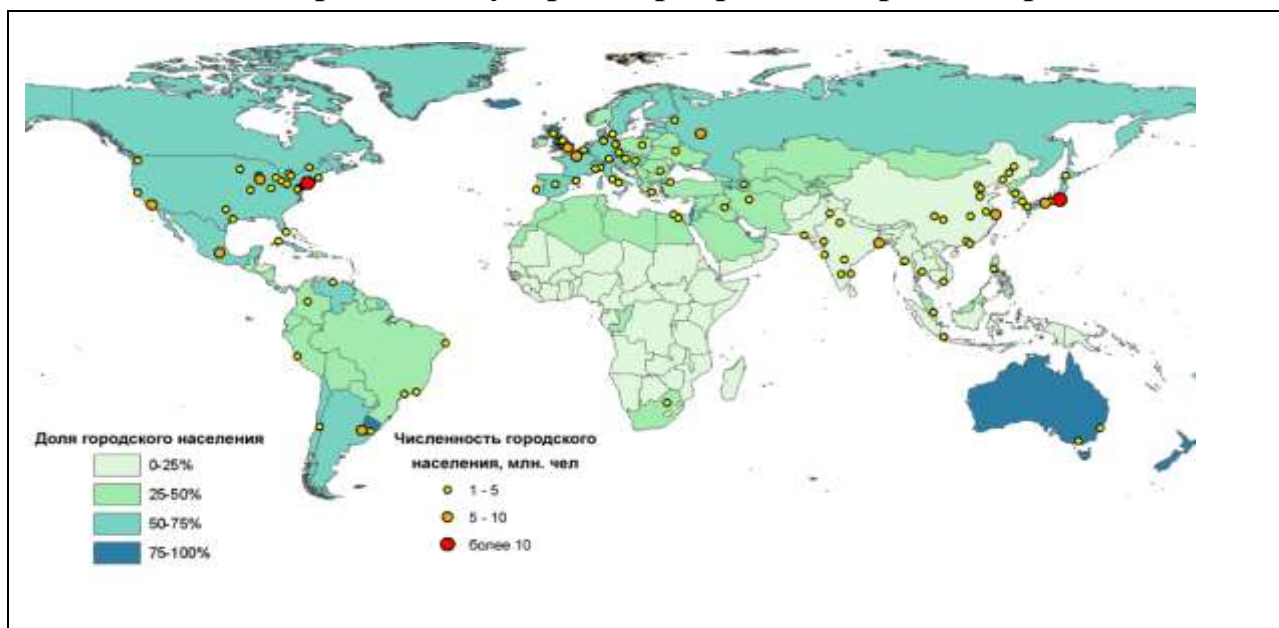 Доля городского населения
0-25%
25-50%
50-75%
75-100%
Численность городского
населения, млн. чел
1 - 5
5 - 10
более 10